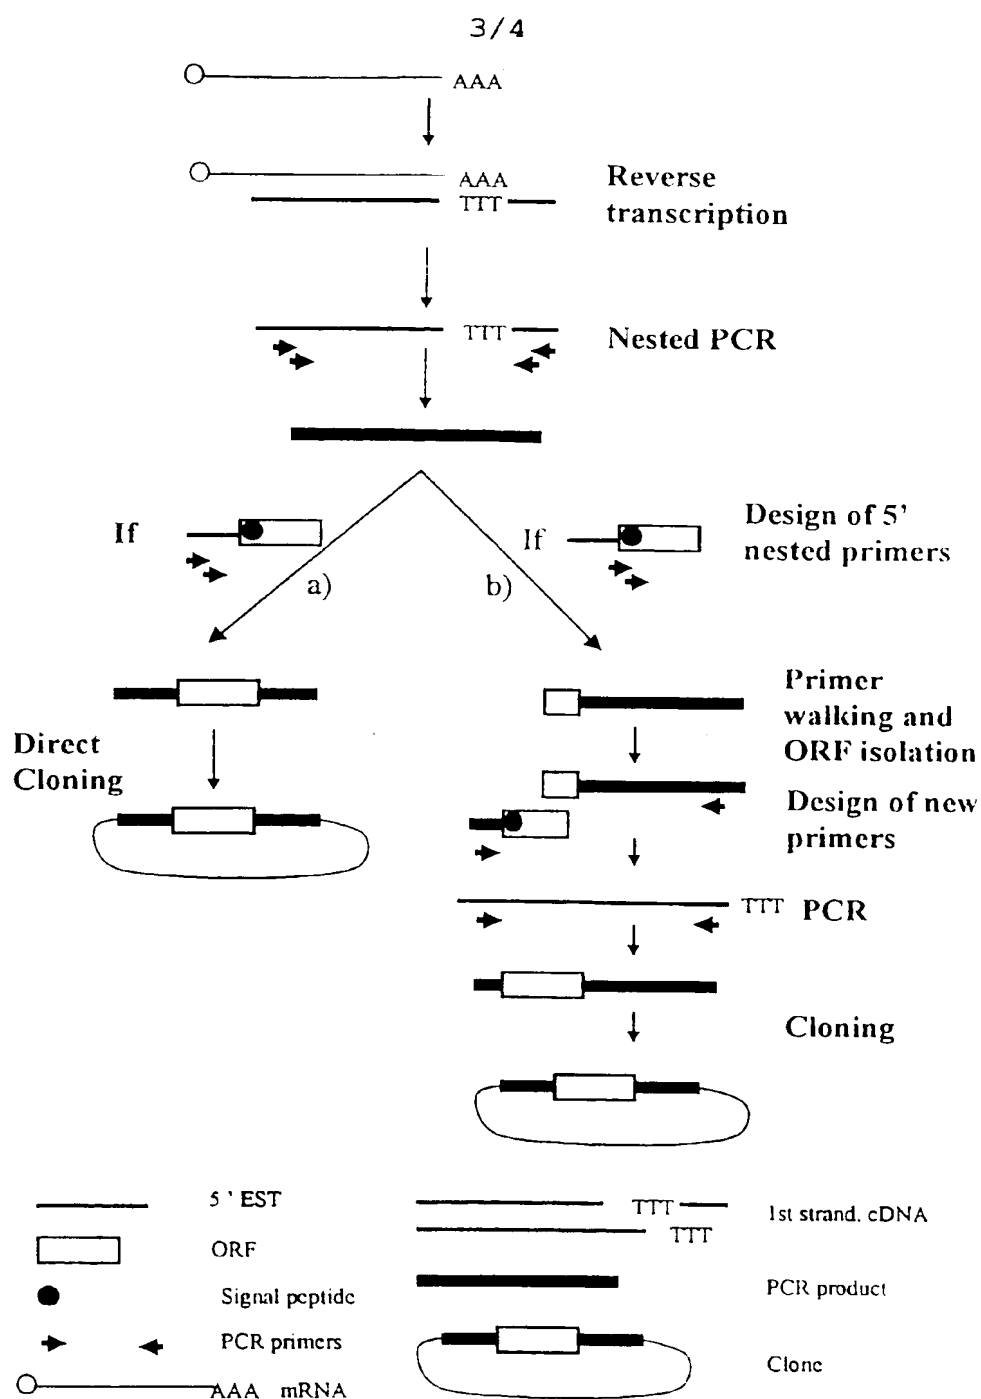 3/4
AAA
AAA
TTT
Reverse
transcription
TTT
Nested PCR
If
If
Design of 5'
nested primers
a)
b)
Primer
walking and
ORF isolation
Direct
Cloning
Design of new
primers
TTT PCR
Cloning
5' EST
ORF
Signal peptide
PCR primers
AAA mRNA
TTT
TTT
1st strand. cDNA
PCR product
Clone